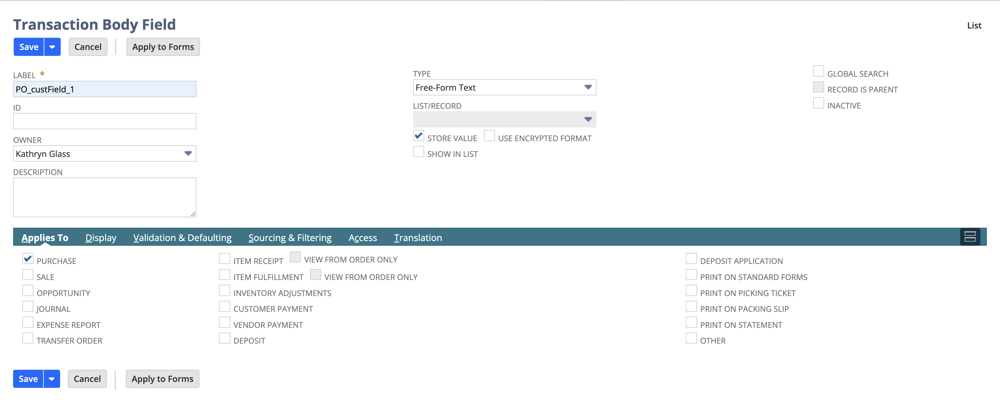 Transaction Body Field
List
Save
Cancel
Apply to Forms
LABEL *
PO_custField_1
ID
OWNER
Kathryn Glass
DESCRIPTION
TYPE
Free-Form Text
LIST/RECORD
STORE VALUE USE ENCRYPTED FORMAT
SHOW IN LIST
GLOBAL SEARCH
RECORD IS PARENT
INACTIVE
Applies To Display Validation & Defaulting Sourcing & Filtering Access Translation
PURCHASE
SALE
OPPORTUNITY
JOURNAL
EXPENSE REPORT
TRANSFER ORDER
ITEM RECEIPT VIEW FROM ORDER ONLY
ITEM FULFILLMENT VIEW FROM ORDER ONLY
INVENTORY ADJUSTMENTS
CUSTOMER PAYMENT
VENDOR PAYMENT
DEPOSIT
DEPOSIT APPLICATION
PRINT ON STANDARD FORMS
PRINT ON PICKING TICKET
PRINT ON PACKING SLIP
PRINT ON STATEMENT
OTHER
Save
Cancel
Apply to Forms